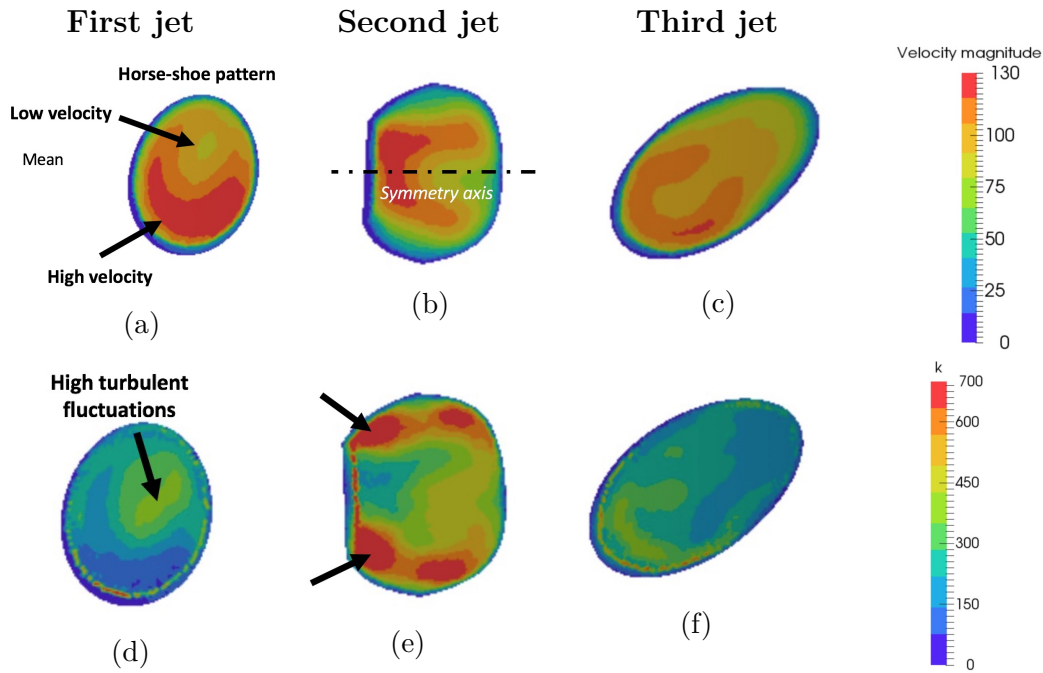 First jet
Second jet
Third jet
Velocity magnitude
130
100
75
50
25
0
Horse-shoe pattern
Low velocity
Mean
High velocity
Symmetry axis
(a)
(b)
(c)
High turbulent
fluctuations
k
700
600
450
300
150
0
(d)
(e)
(f)